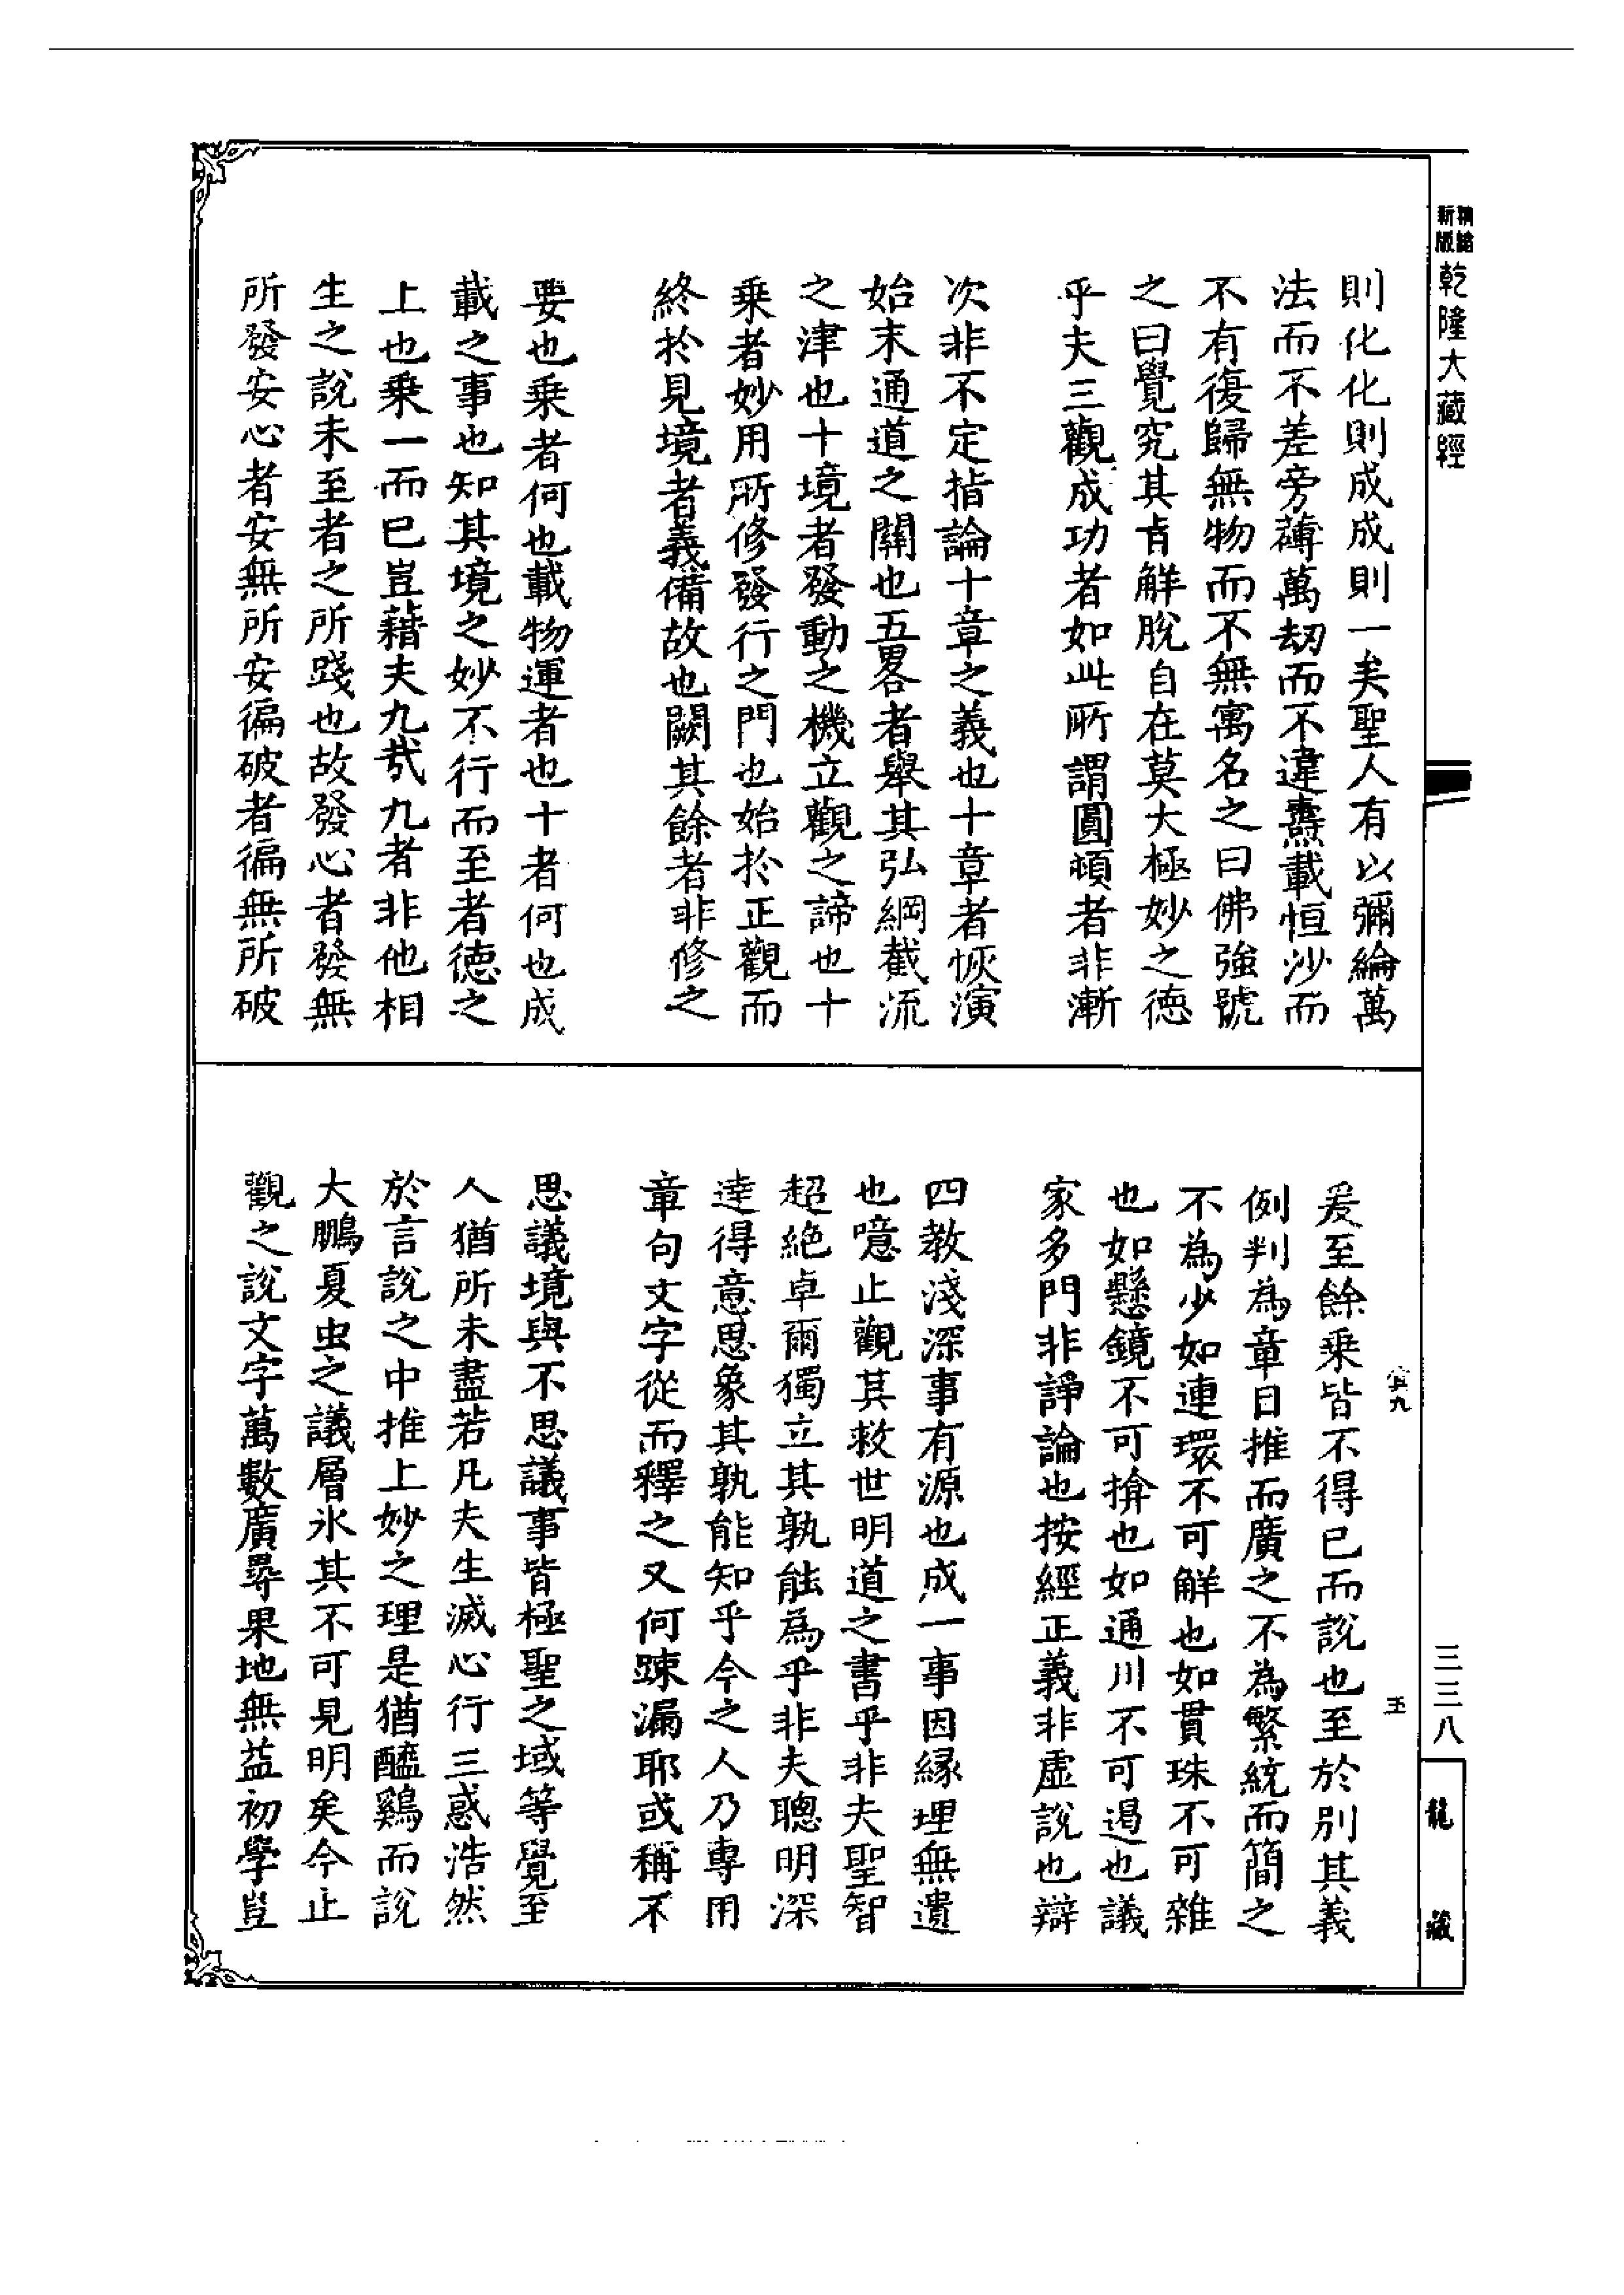 精縮
新版
乾隆大藏經
則化化則成成則一矣聖人有以彌綸萬
法而不差旁薄萬劫而不違燾載恒沙而
不有復歸無物而不無寓名之曰佛強號
之曰覺究其旨解脫自在莫大極妙之德
乎夫三觀成功者如此所謂圓頓者非漸
次非不定指論十章之義也十章者恢演
始末通道之關也五畧者舉其弘綱截流
之津也十境者發動之機立觀之諦也十
乗者妙用所修發行之門也始於正觀而
終於見境者義備故也闕其餘者非修之
要也乗者何也載物運者也十者何也成
載之事也知其境之妙不行而至者德之
上也乗一而已豈藉夫九㢤九者非他相
生之說未至者之所踐也故發心者發無
所發安心者安無所安徧破者徧無所破
爰至餘乗皆不得已而說也至於別其義
例判為章目推而廣之不為繁統而簡之
不為少如連環不可解也如貫珠不可雜
也如懸鏡不可揜也如通川不可遏也議
家多門非諍論也按經正義非虛說也辯
四教淺深事有源也成一事因緣理無遺
也噫止觀其救世明道之書乎非夫聖智
超絶卓爾獨立其孰能為乎非夫聰明深
達得意思象其孰能知乎今之人乃專用
章句文字從而釋之又何踈漏耶或稱不
思議境與不思議事皆極聖之域等覺至
人猶所未盡若凡夫生滅心行三惑浩然
於言說之中推上妙之理是猶醯鷄而說
大鵬夏虫之議層氷其不可見明矣今止
觀之說文字萬數廣尋果地無益初學豈
宜九
五
三三八
龍藏